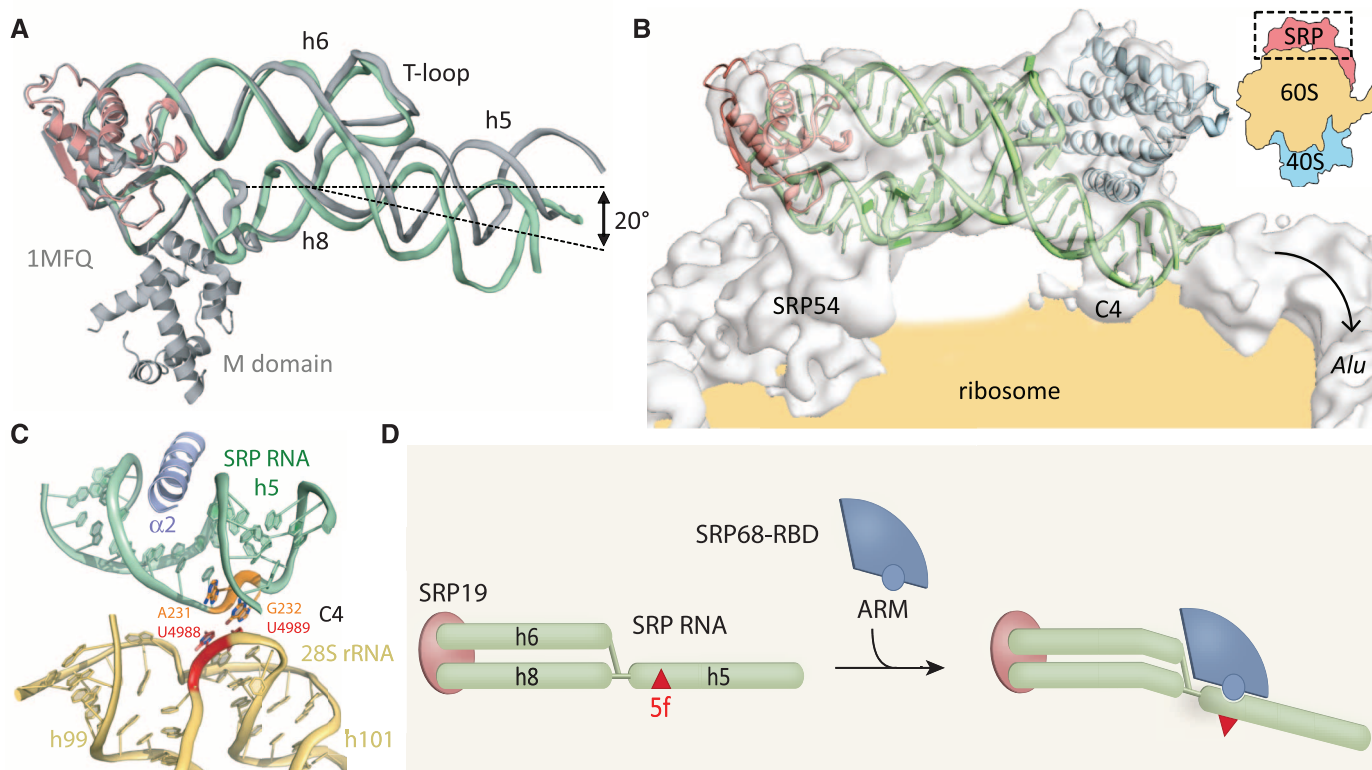 A
h6
T-loop
h5
20°
h8
1MFQ
M domain
B
SRP
60S
40S
SRP54
C4
Alu
ribosome
C
SRP RNA
h5
α2
A231
U4988
G232
U4989
C4
28S rRNA
h99
h101
D
SRP68-RBD
SRP19
ARM
SRP RNA
h6
h8
h5
5f